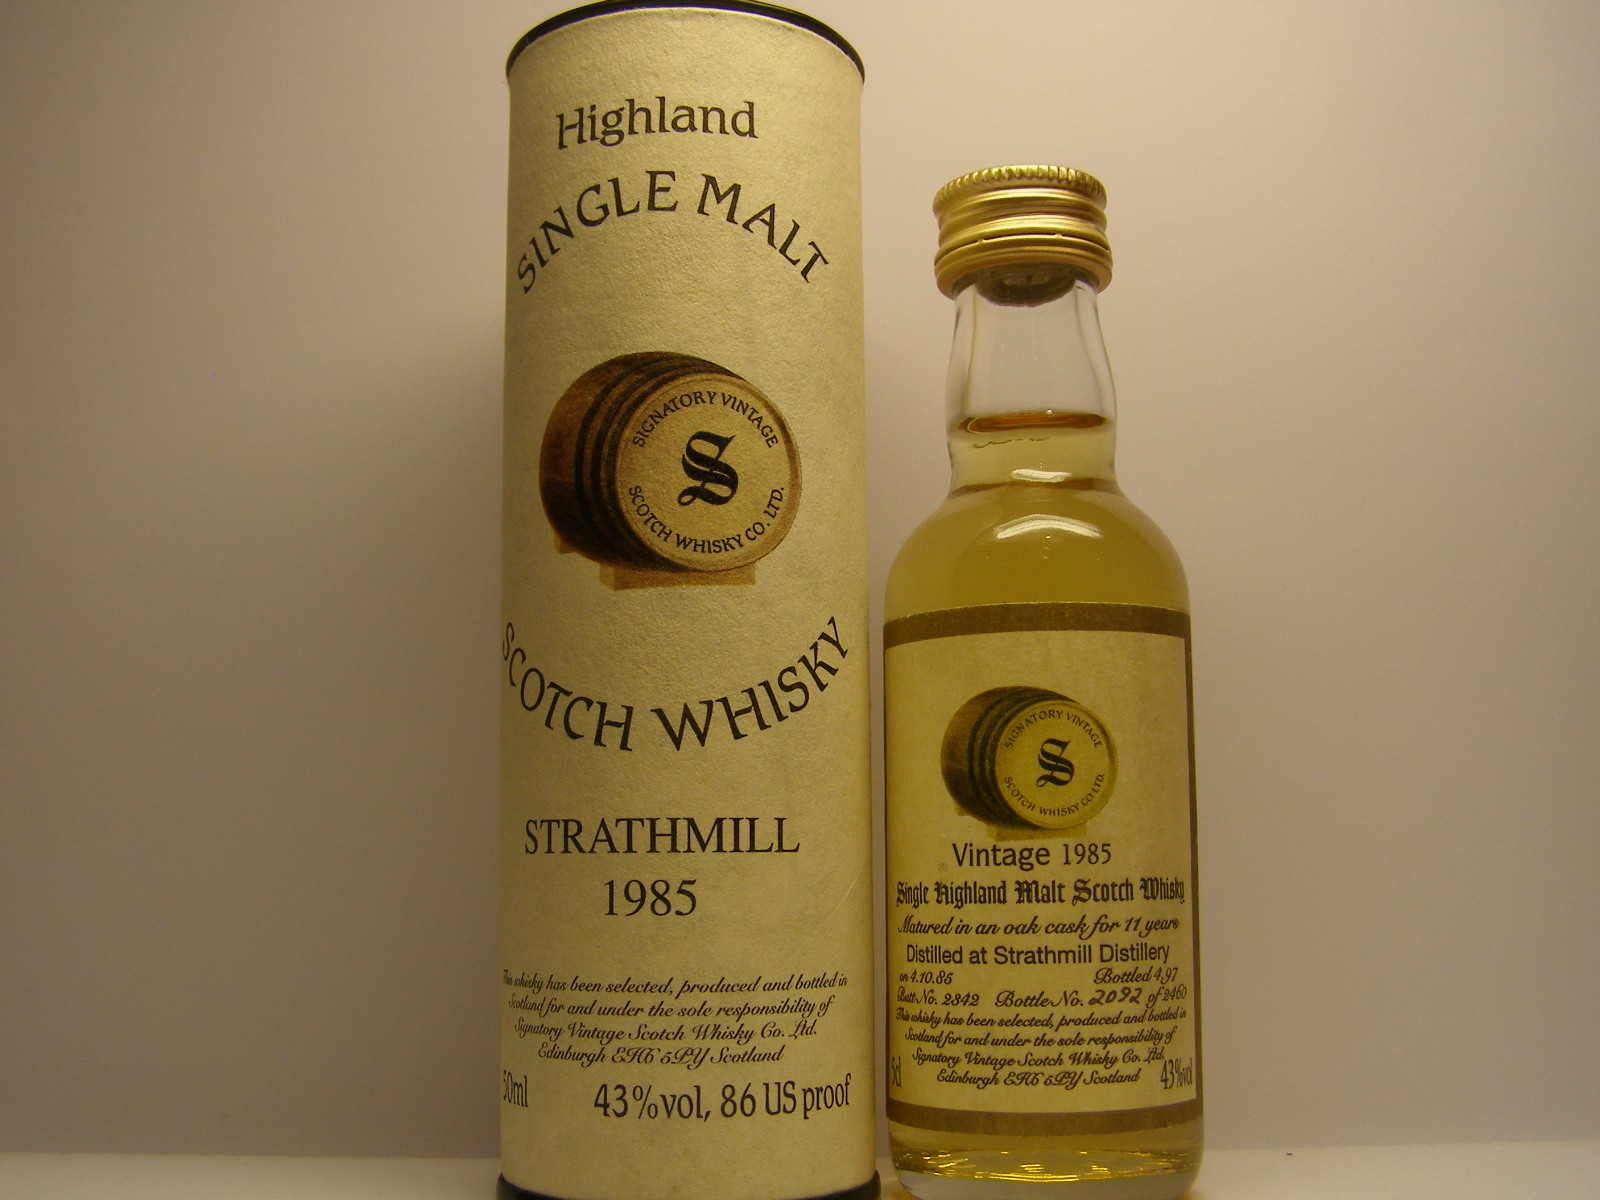 Highland
SINGLE MALT
SIGNATORY VINTAGE
S
SCOTCH WHISKY CO. LTD.
SCOTCH WHISKY
STRATHMILL
1985
This whisky has been selected, produced and bottled in
Scotland for and under the sole responsibility of
Signatory Vintage Scotch Whisky Co. Ltd.
Edinburgh EH6 5PY Scotland
50ml 43%vol, 86 US proof
SIGNATORY VINTAGE
S
SCOTCH WHISKY CO. LTD.
Vintage 1985
Single Highland Malt Scotch Whisky
Matured in an oak cask for 11 years
Distilled at Strathmill Distillery
on 4.10.85 Bottled 4.97
Butt No. 2342 Bottle No. 2092 of 2460
This whisky has been selected, produced and bottled in
Scotland for and under the sole responsibility of
Signatory Vintage Scotch Whisky Co. Ltd.
Edinburgh EH6 5PY Scotland
5cl 43%vol